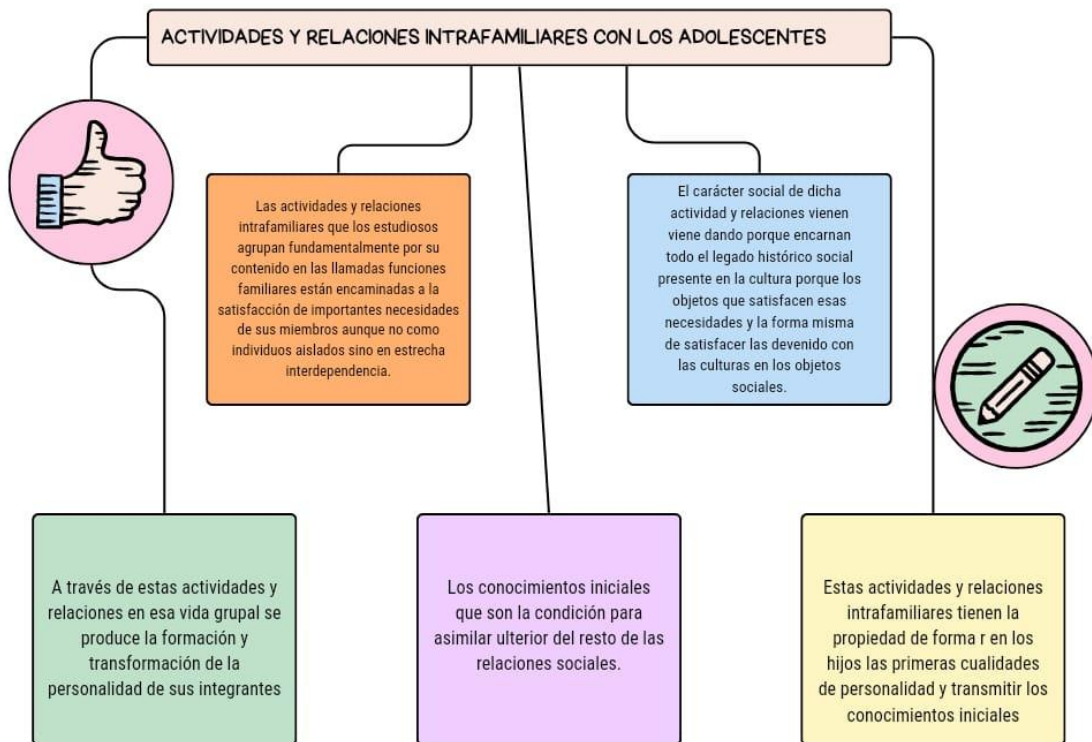 ACTIVIDADES Y RELACIONES INTRAFAMILIARES CON LOS ADOLESCENTES
Las actividades y relaciones
intrafamiliares que los estudiosos
agrupan fundamentalmente por su
contenido en las llamadas funciones
familiares están encaminadas a la
satisfacción de importantes necesidades
de sus miembros aunque no como
individuos aislados sino en estrecha
interdependencia.
El carácter social de dicha
actividad y relaciones vienen
viene dando porque encarnan
todo el legado histórico social
presente en la cultura porque los
objetos que satisfacen esas
necesidades y la forma misma
de satisfacer las devenido con
las culturas en los objetos
sociales.
A través de estas actividades y
relaciones en esa vida grupal se
produce la formación y
transformación de la
personalidad de sus integrantes
Los conocimientos iniciales
que son la condición para
asimilar ulterior del resto de las
relaciones sociales.
Estas actividades y relaciones
intrafamiliares tienen la
propiedad de forma r en los
hijos las primeras cualidades
de personalidad y transmitir los
conocimientos iniciales